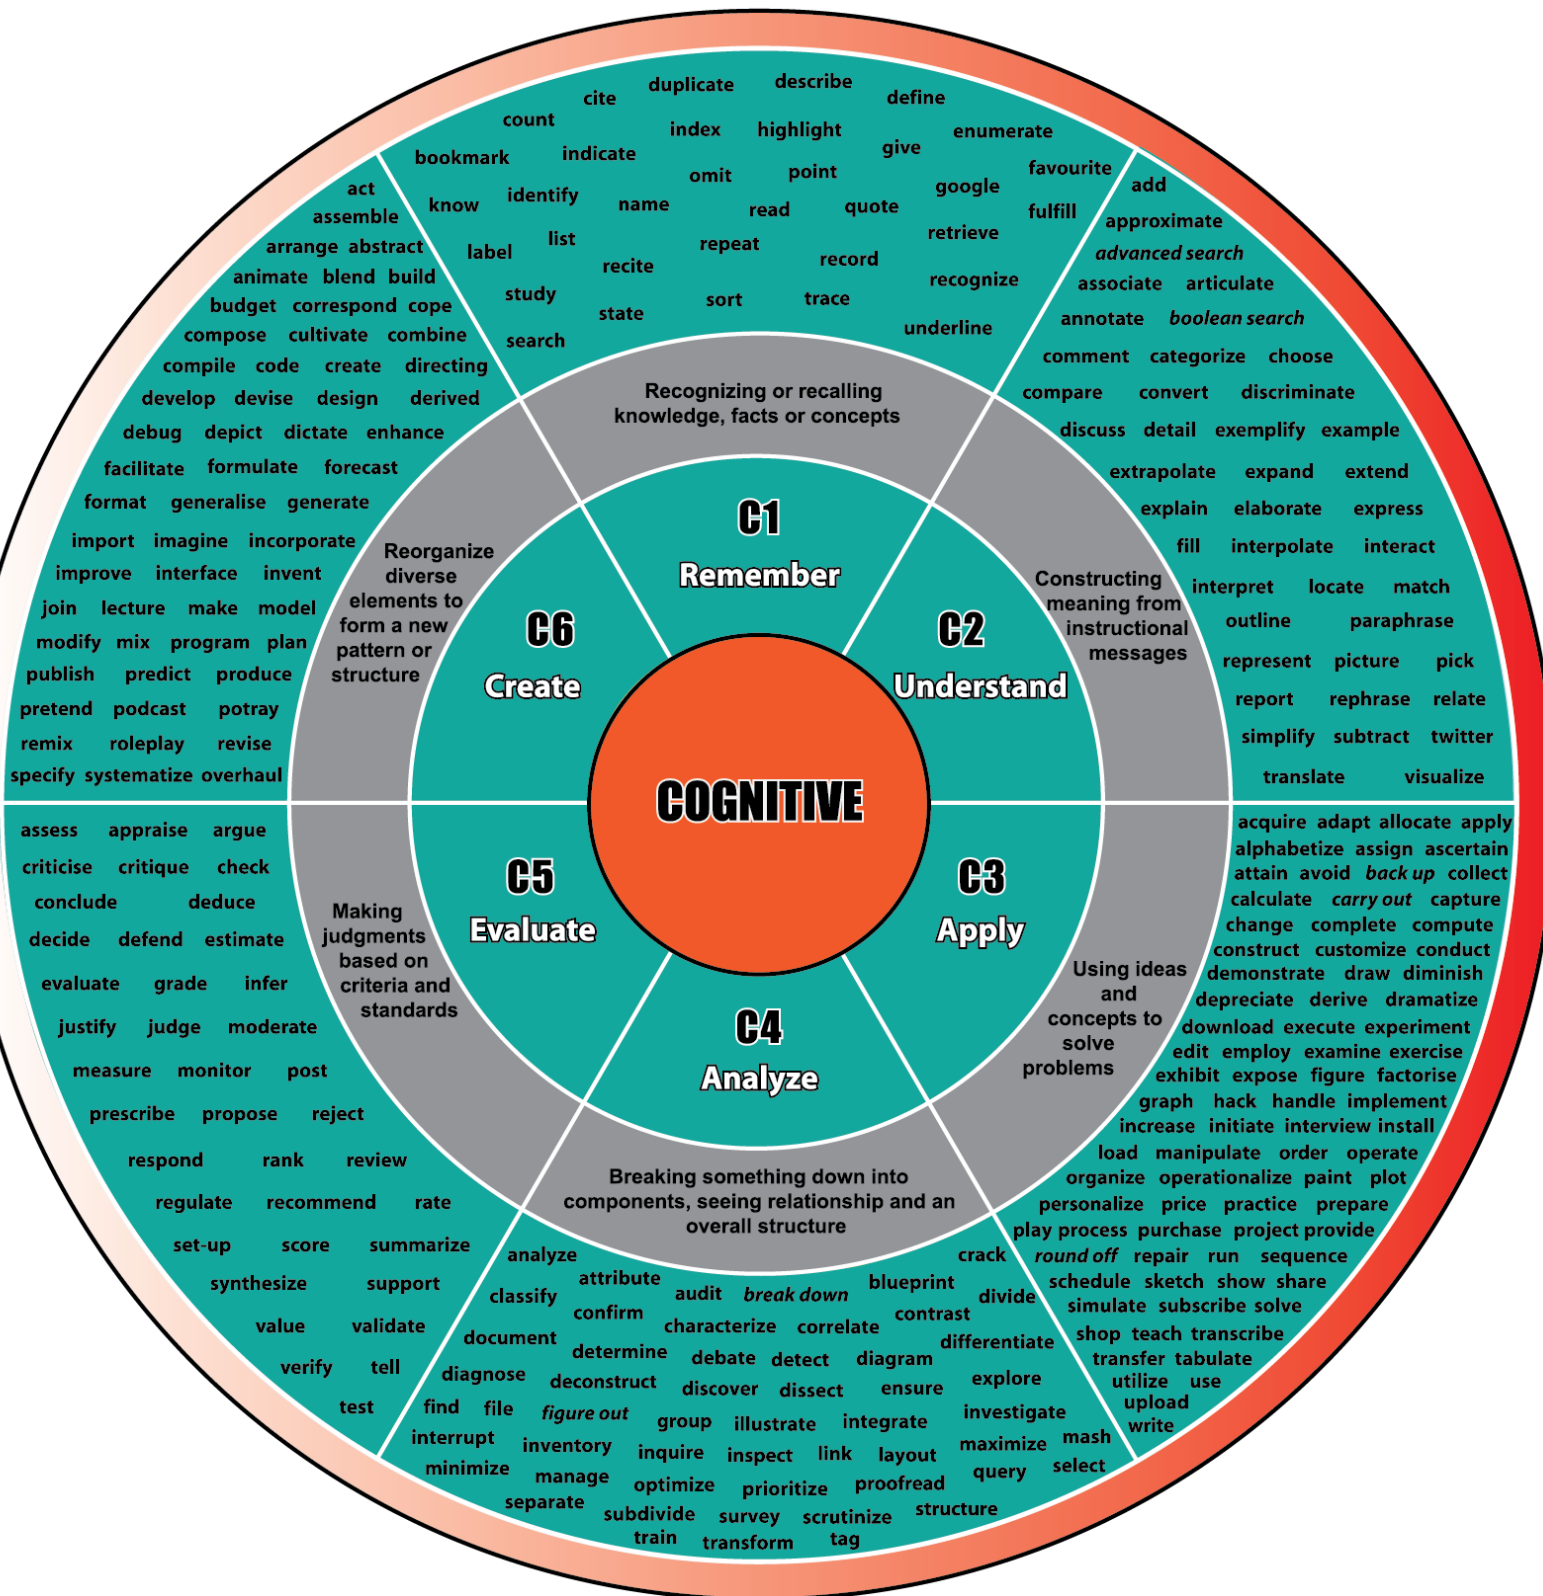 COGNITIVE
C1
Remember
Recognizing or recalling
knowledge, facts or concepts
duplicate describe
cite define
count index highlight enumerate
bookmark indicate give
omit point favourite
know identify name google
read quote fulfill
label list repeat retrieve
recite record
study recognize
state sort trace
search underline
C2
Understand
Constructing
meaning from
instructional
messages
add
approximate
advanced search
associate articulate
annotate boolean search
comment categorize choose
compare convert discriminate
discuss detail exemplify example
extrapolate expand extend
explain elaborate express
fill interpolate interact
interpret locate match
outline paraphrase
represent picture pick
report rephrase relate
simplify subtract twitter
translate visualize
C3
Apply
Using ideas
and
concepts to
solve
problems
acquire adapt allocate apply
alphabetize assign ascertain
attain avoid back up collect
calculate carry out capture
change complete compute
construct customize conduct
demonstrate draw diminish
depreciate derive dramatize
download execute experiment
edit employ examine exercise
exhibit expose figure factorise
graph hack handle implement
increase initiate interview install
load manipulate order operate
organize operationalize paint plot
personalize price practice prepare
play process purchase project provide
round off repair run sequence
schedule sketch show share
simulate subscribe solve
shop teach transcribe
transfer tabulate
utilize use
upload
write
C4
Analyze
Breaking something down into
components, seeing relationship and an
overall structure
analyze crack
attribute blueprint
classify audit break down divide
confirm contrast
document characterize correlate
determine differentiate
debate detect diagram
diagnose deconstruct explore
discover dissect ensure
find file figure out investigate
group illustrate integrate
interrupt inventory maximize mash
inquire inspect link layout
minimize manage query select
optimize prioritize proofread
separate structure
subdivide survey scrutinize
train transform tag
C5
Evaluate
Making
judgments
based on
criteria and
standards
assess appraise argue
criticise critique check
conclude deduce
decide defend estimate
evaluate grade infer
justify judge moderate
measure monitor post
prescribe propose reject
respond rank review
regulate recommend rate
set-up score summarize
synthesize support
value validate
verify tell
test
C6
Create
Reorganize
diverse
elements to
form a new
pattern or
structure
act
assemble
arrange abstract
animate blend build
budget correspond cope
compose cultivate combine
compile code create directing
develop devise design derived
debug depict dictate enhance
facilitate formulate forecast
format generalise generate
import imagine incorporate
improve interface invent
join lecture make model
modify mix program plan
publish predict produce
pretend podcast potray
remix roleplay revise
specify systematize overhaul